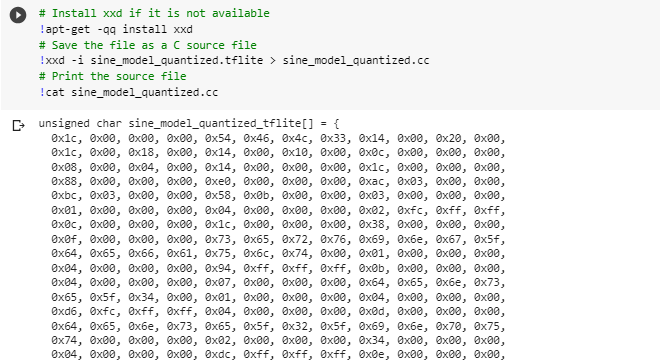 # Install xxd if it is not available
!apt-get -qq install xxd
# Save the file as a C source file
!xxd -i sine_model_quantized.tflite > sine_model_quantized.cc
# Print the source file
!cat sine_model_quantized.cc
unsigned char sine_model_quantized_tflite[] = {
0x1c, 0x00, 0x00, 0x00, 0x54, 0x46, 0x4c, 0x33, 0x14, 0x00, 0x20, 0x00,
0x1c, 0x00, 0x18, 0x00, 0x14, 0x00, 0x10, 0x00, 0x0c, 0x00, 0x00, 0x00,
0x08, 0x00, 0x04, 0x00, 0x14, 0x00, 0x00, 0x00, 0x1c, 0x00, 0x00, 0x00,
0x88, 0x00, 0x00, 0x00, 0xe0, 0x00, 0x00, 0x00, 0xac, 0x03, 0x00, 0x00,
0xbc, 0x03, 0x00, 0x00, 0x58, 0x0b, 0x00, 0x00, 0x03, 0x00, 0x00, 0x00,
0x01, 0x00, 0x00, 0x00, 0x04, 0x00, 0x00, 0x00, 0x02, 0xfc, 0xff, 0xff,
0x0c, 0x00, 0x00, 0x00, 0x1c, 0x00, 0x00, 0x00, 0x38, 0x00, 0x00, 0x00,
0x0f, 0x00, 0x00, 0x00, 0x73, 0x65, 0x72, 0x76, 0x69, 0x6e, 0x67, 0x5f,
0x64, 0x65, 0x66, 0x61, 0x75, 0x6c, 0x74, 0x00, 0x01, 0x00, 0x00, 0x00,
0x04, 0x00, 0x00, 0x00, 0x94, 0xff, 0xff, 0xff, 0x0b, 0x00, 0x00, 0x00,
0x04, 0x00, 0x00, 0x00, 0x07, 0x00, 0x00, 0x00, 0x64, 0x65, 0x6e, 0x73,
0x65, 0x5f, 0x34, 0x00, 0x01, 0x00, 0x00, 0x00, 0x04, 0x00, 0x00, 0x00,
0xd6, 0xfc, 0xff, 0xff, 0x04, 0x00, 0x00, 0x00, 0x0d, 0x00, 0x00, 0x00,
0x64, 0x65, 0x6e, 0x73, 0x65, 0x5f, 0x32, 0x5f, 0x69, 0x6e, 0x70, 0x75,
0x74, 0x00, 0x00, 0x00, 0x02, 0x00, 0x00, 0x00, 0x34, 0x00, 0x00, 0x00,
0x04, 0x00, 0x00, 0x00, 0xdc, 0xff, 0xff, 0xff, 0x0e, 0x00, 0x00, 0x00,